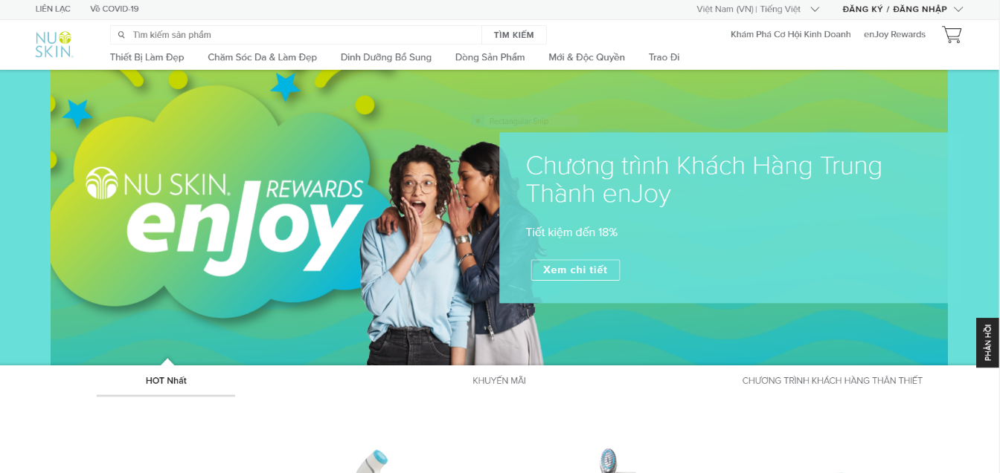 LIÊN LẠC Về COVID-19 Việt Nam (VN) | Tiếng Việt ĐĂNG KÝ / ĐĂNG NHẬP
NU SKIN.
Tìm kiếm sản phẩm TÌM KIẾM Khám Phá Cơ Hội Kinh Doanh enJoy Rewards
Thiết Bị Làm Đẹp Chăm Sóc Da & Làm Đẹp Dinh Dưỡng Bổ Sung Dòng Sản Phẩm Mới & Độc Quyền Trao Đi
Rectangular Snip
NU SKIN. REWARDS
enJoy
Chương trình Khách Hàng Trung
Thành enJoy
Tiết kiệm đến 18%
Xem chi tiết
PHẢN HỒI
HOT Nhất KHUYẾN MÃI CHƯƠNG TRÌNH KHÁCH HÀNG THÂN THIẾT